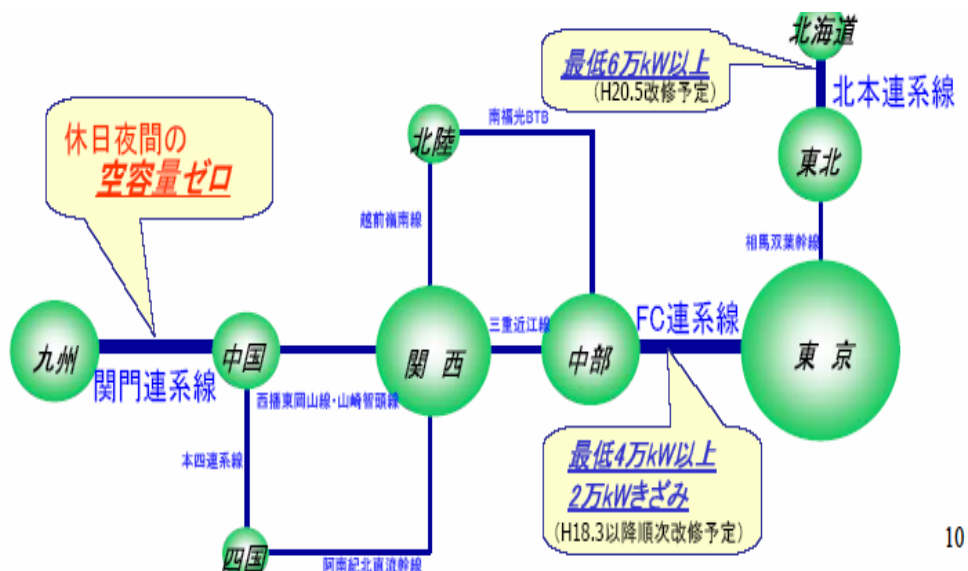 北海道
最低6万kW以上
(H20.5改修予定)
北本連系線
南福光BTB
休日夜間の
空容量ゼロ
北陸
東北
越前嶺南線
相馬双葉幹線
三重近江線
FC連系線
九州
中国
関西
中部
東京
関門連系線
西播東岡山線・山崎智頭線
本四連系線
最低4万kW以上
2万kWきざみ
(H18.3以降順次改修予定)
四国
阿南紀北直流幹線
10